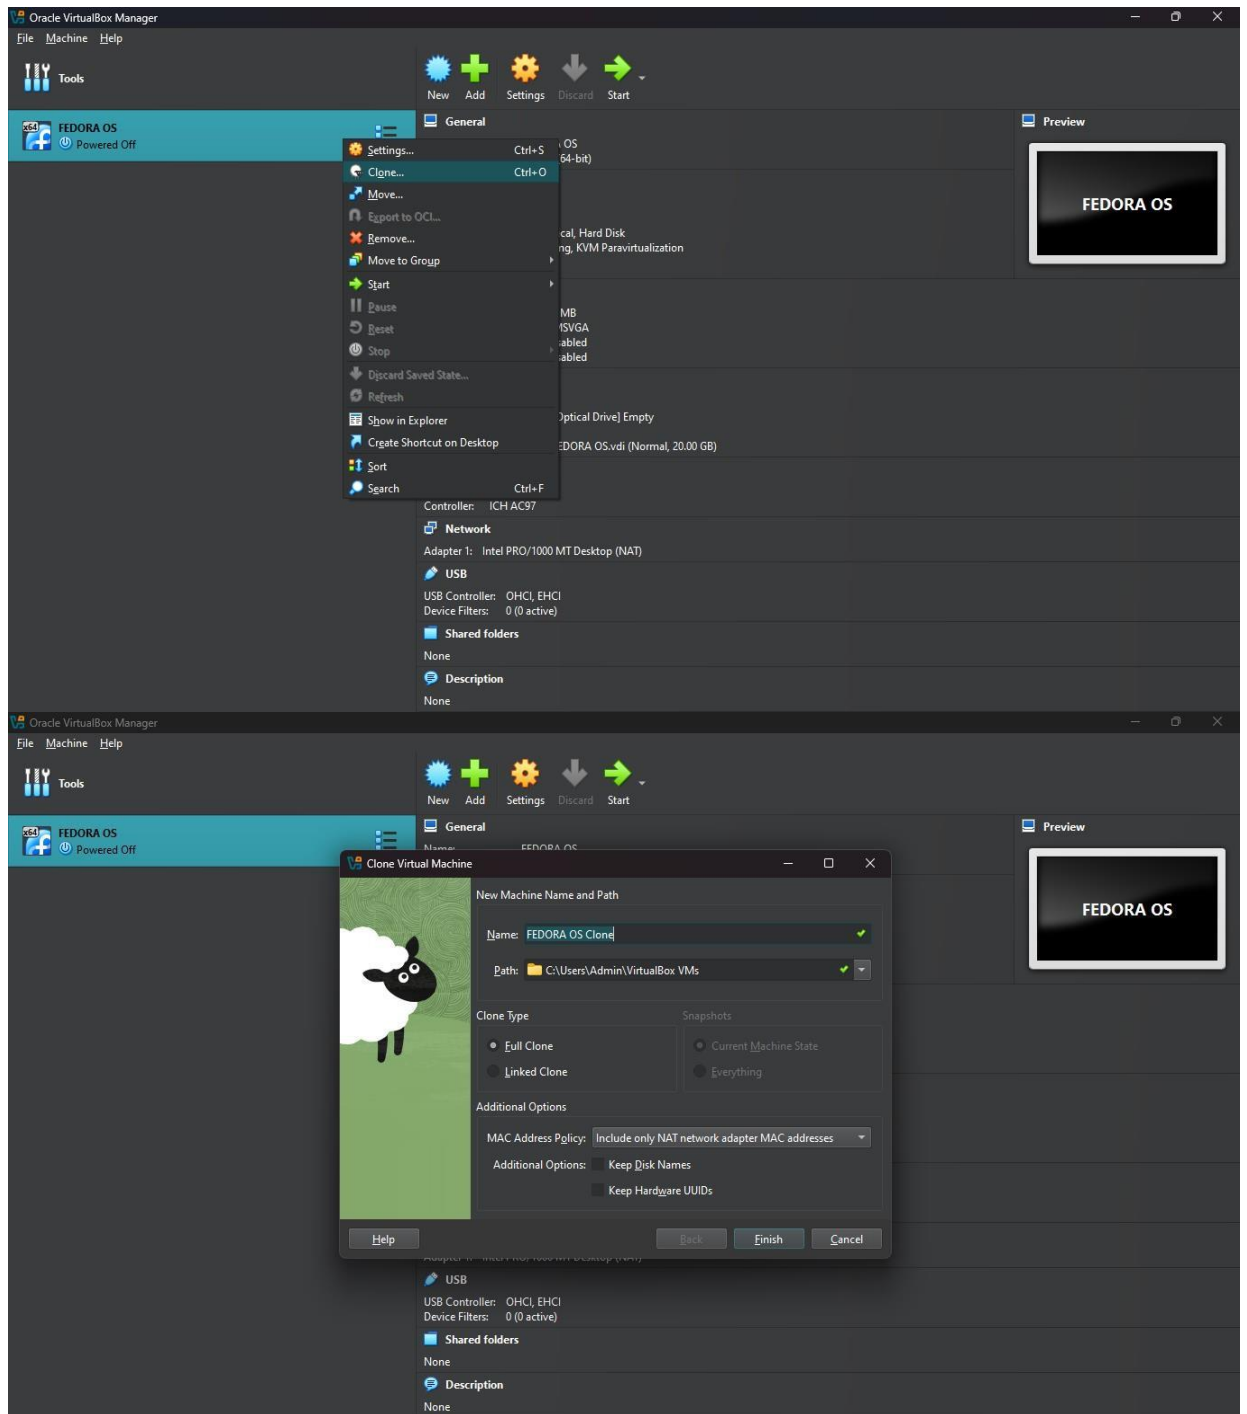 Oracle VirtualBox Manager
File Machine Help
Tools
New Add Settings Discard Start
x64
FEDORA OS
Powered Off
General
OS
64-bit)
Preview
FEDORA OS
Settings... Ctrl+S
Clone... Ctrl+O
Move...
Export to OCI...
Remove...
Move to Group
Start
Pause
Reset
Stop
Discard Saved State...
Refresh
Show in Explorer
Create Shortcut on Desktop
Sort
Search Ctrl+F
cal, Hard Disk
ng, KVM Paravirtualization
MB
MSVGA
abled
abled
Optical Drive] Empty
EDORA OS.vdi (Normal, 20.00 GB)
Controller: ICH AC97
Network
Adapter 1: Intel PRO/1000 MT Desktop (NAT)
USB
USB Controller: OHCI, EHCI
Device Filters: 0 (0 active)
Shared folders
None
Description
None
Oracle VirtualBox Manager
File Machine Help
Tools
New Add Settings Discard Start
x64
FEDORA OS
Powered Off
General
Name: FEDORA OS
Preview
FEDORA OS
Clone Virtual Machine
New Machine Name and Path
Name: FEDORA OS Clone
Path: C:\Users\Admin\VirtualBox VMs
Clone Type Snapshots
Full Clone Current Machine State
Linked Clone Everything
Additional Options
MAC Address Policy: Include only NAT network adapter MAC addresses
Additional Options: Keep Disk Names
Keep Hardware UUIDs
Help Back Finish Cancel
USB
USB Controller: OHCI, EHCI
Device Filters: 0 (0 active)
Shared folders
None
Description
None